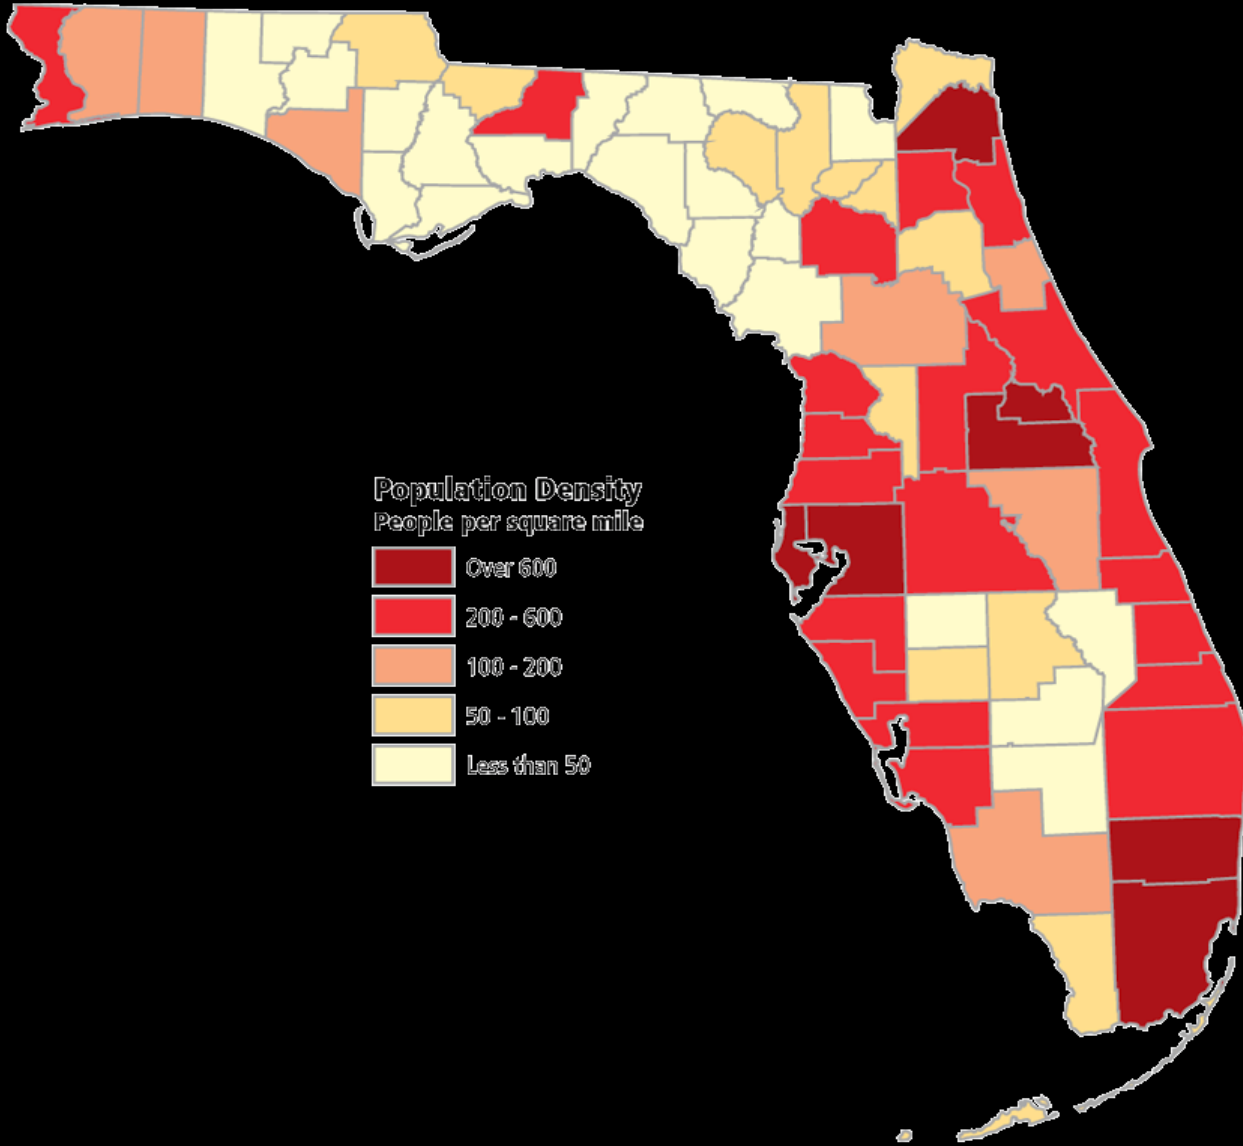 Population Density
People per square mile
Over 600
200 - 600
100 - 200
50 - 100
Less than 50